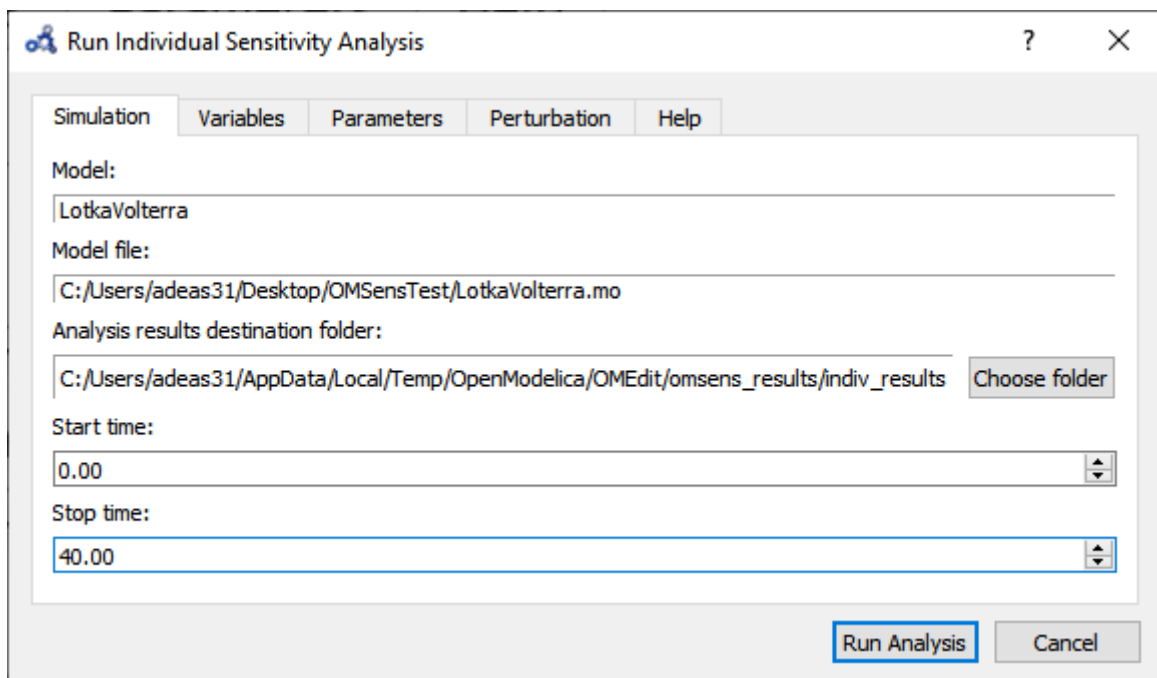 Run Individual Sensitivity Analysis ?
Simulation Variables Parameters Perturbation Help
Model:
LotkaVolterra
Model file:
C:/Users/adeas31/Desktop/OMSensTest/LotkaVolterra.mo
Analysis results destination folder:
C:/Users/adeas31/AppData/Local/Temp/OpenModelica/OMEdit/omsens_results/indiv_results Choose folder
Start time:
0.00
Stop time:
40.00
Run Analysis Cancel